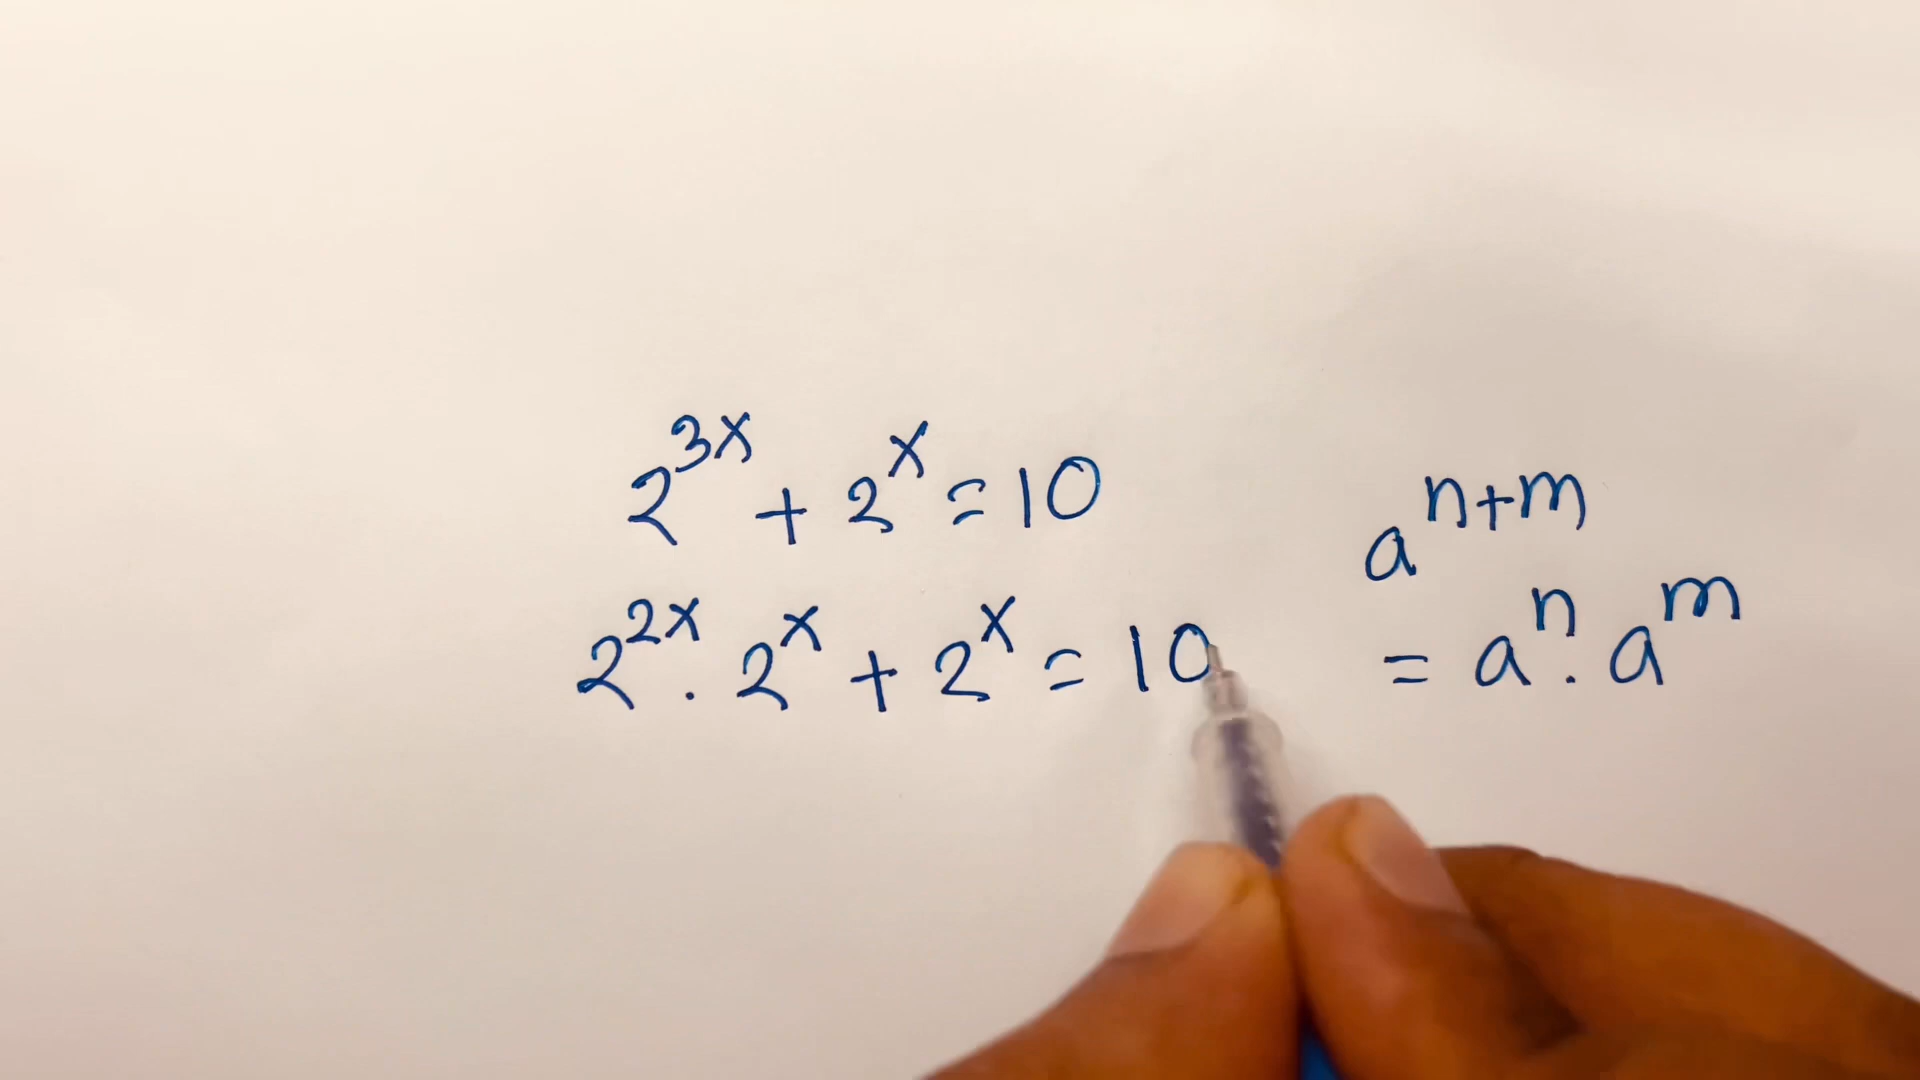 2^{3x} + 2^{x} = 10
2^{2x} . 2^{x} + 2^{x} = 10
a^{n+m}
= a^{n} . a^{m}